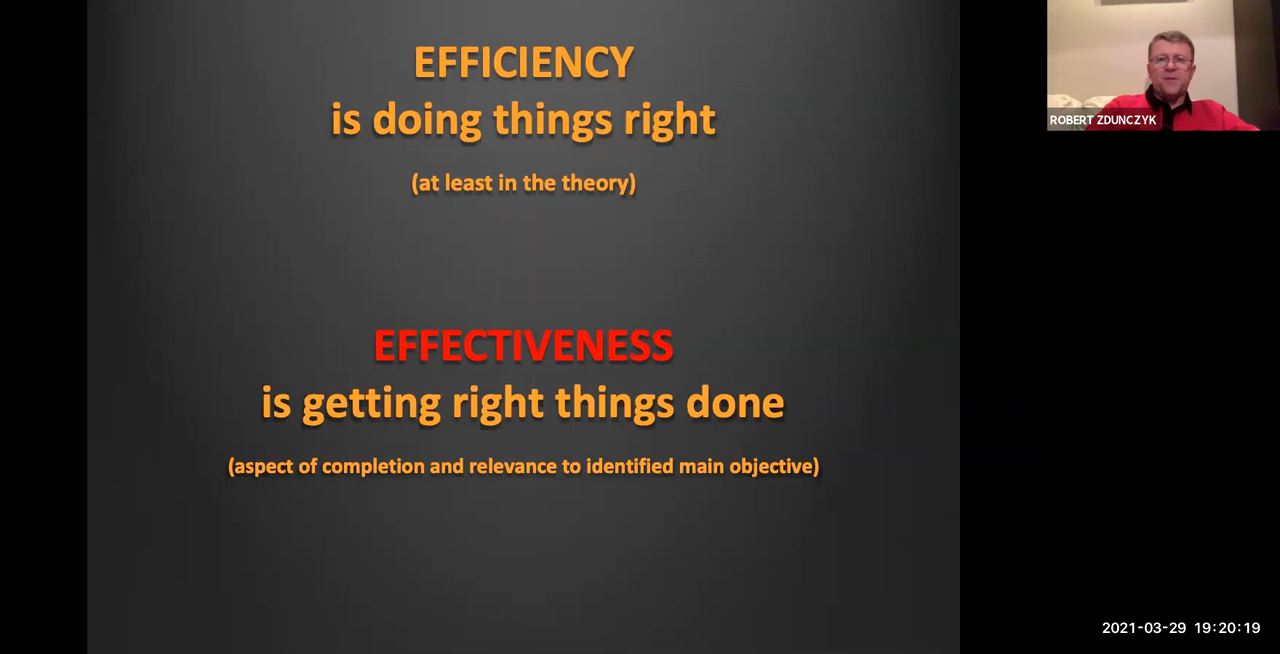 EFFICIENCY
is doing things right
(at least in the theory)
EFFECTIVENESS
is getting right things done
(aspect of completion and relevance to identified main objective)
ROBERT ZDUNCZYK
2021-03-29 19:20:19